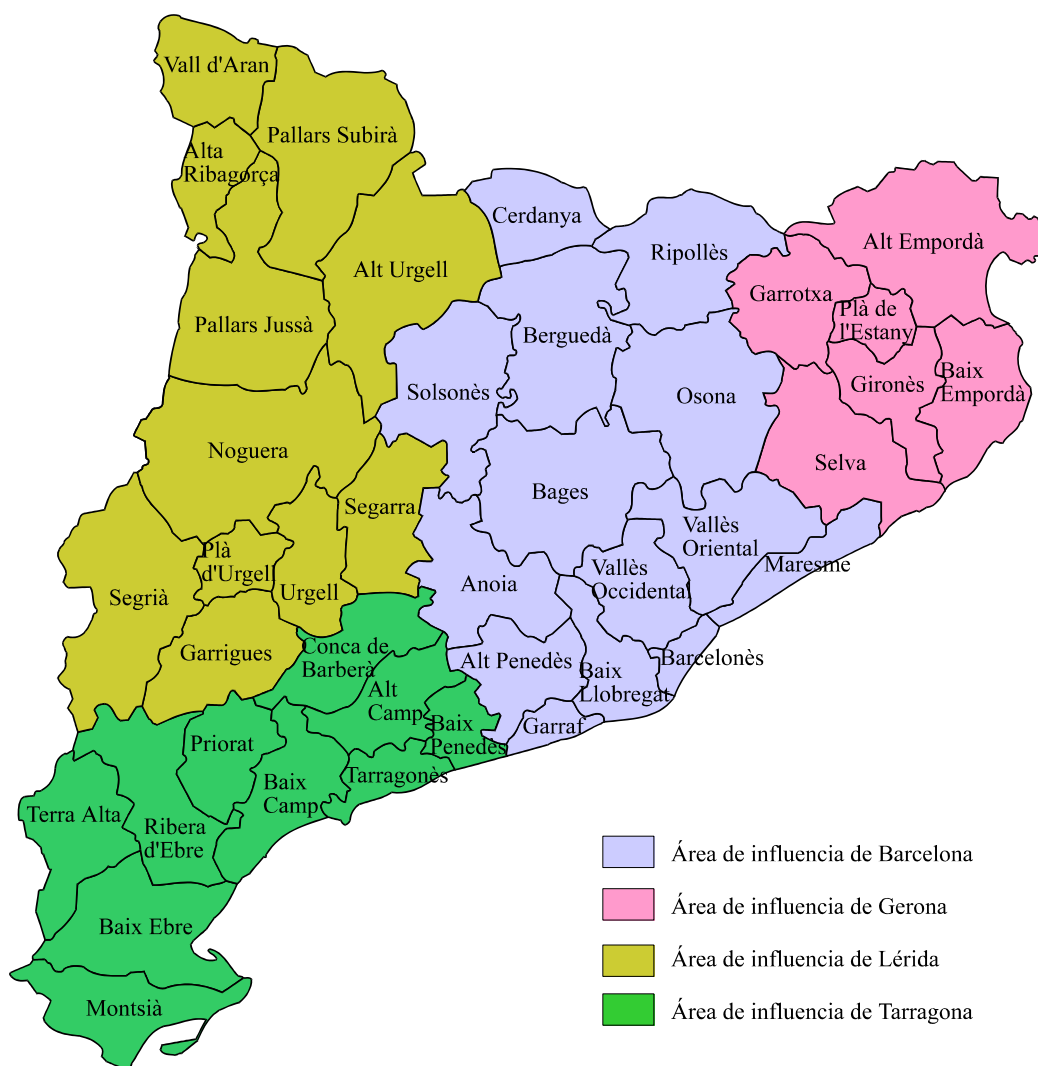 Vall d'Aran
Pallars Subirà
Alta
Ribagorça
Cerdanya
Ripollès
Alt Empordà
Alt Urgell
Garrotxa
Plà de
l'Estany
Pallars Jussà
Berguedà
Solsonès
Osona
Gironès
Baix
Empordà
Noguera
Selva
Bages
Segarra
Vallès
Oriental
Plà
d'Urgell
Urgell
Segrià
Anoia
Vallès
Occidental
Maresme
Garrigues
Conca de
Barberà
Alt Penedès
Baix
Llobregat
Barcelonès
Alt
Camp
Garraf
Baix
Penedès
Priorat
Tarragonès
Baix
Camp
Terra Alta
Ribera
d'Ebre
Baix Ebre
Montsià
Área de influencia de Barcelona
Área de influencia de Gerona
Área de influencia de Lérida
Área de influencia de Tarragona